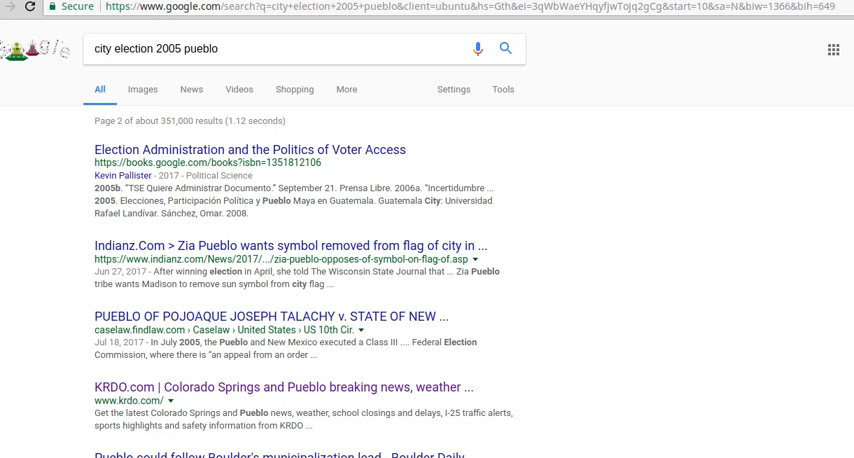 Secure https://www.google.com/search?q=city+election+2005+pueblo&client=ubuntu&hs=Gth&ei=3qWbWaeYHqyfjwTojq2gCg&start=10&sa=N&biw=1366&bih=649
city election 2005 pueblo
All Images News Videos Shopping More Settings Tools
Page 2 of about 351,000 results (1.12 seconds)
Election Administration and the Politics of Voter Access
https://books.google.com/books?isbn=1351812106
Kevin Pallister - 2017 - Political Science
2005b. “TSE Quiere Administrar Documento.” September 21. Prensa Libre. 2006a. “Incertidumbre ...
2005. Elecciones, Participación Política y Pueblo Maya en Guatemala. Guatemala City: Universidad
Rafael Landívar. Sánchez, Omar. 2008.
Indianz.Com > Zia Pueblo wants symbol removed from flag of city in ...
https://www.indianz.com/News/2017/.../zia-pueblo-opposes-of-symbol-on-flag-of.asp
Jun 27, 2017 - After winning election in April, she told The Wisconsin State Journal that ... Zia Pueblo
tribe wants Madison to remove sun symbol from city flag ...
PUEBLO OF POJOAQUE JOSEPH TALACHY v. STATE OF NEW ...
caselaw.findlaw.com › Caselaw › United States › US 10th Cir.
Jul 18, 2017 - In July 2005, the Pueblo and New Mexico executed a Class III .... Federal Election
Commission, where there is “an appeal from an order ...
KRDO.com | Colorado Springs and Pueblo breaking news, weather ...
www.krdo.com/
Get the latest Colorado Springs and Pueblo news, weather, school closings and delays, I-25 traffic alerts,
sports highlights and safety information from KRDO ...
Pueblo could follow Boulder's municipalization lead - Boulder Daily